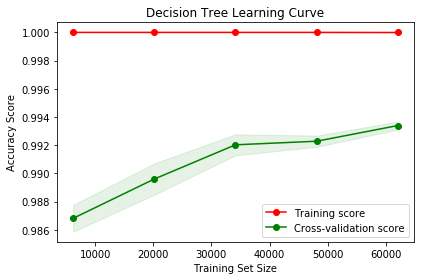 Decision Tree Learning Curve
Accuracy Score
1.000
0.998
0.996
0.994
0.992
0.990
0.988
0.986
Training score
Cross-validation score
10000 20000 30000 40000 50000 60000
Training Set Size